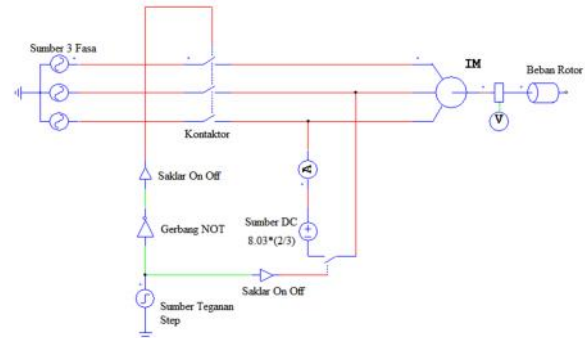 Sumber 3 Fasa
IM
Beban Rotor
V
Kontaktor
Saklar On Off
A
Gerbang NOT
Sumber DC
8.03*(2/3)
Saklar On Off
Sumber Teganan
Step